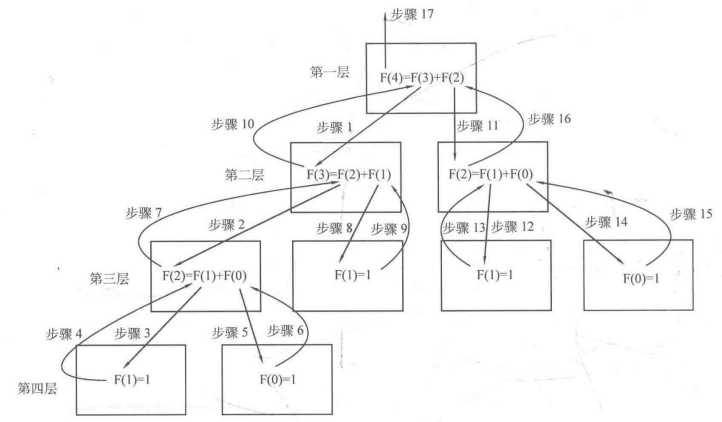 步骤 17
第一层
F(4)=F(3)+F(2)
步骤 10
步骤 1
步骤 11
步骤 16
第二层
F(3)=F(2)+F(1)
F(2)=F(1)+F(0)
步骤 7
步骤 2
步骤 8
步骤 9
步骤 13
步骤 12
步骤 14
步骤 15
第三层
F(2)=F(1)+F(0)
F(1)=1
F(1)=1
F(0)=1
步骤 4
步骤 3
步骤 5
步骤 6
第四层
F(1)=1
F(0)=1